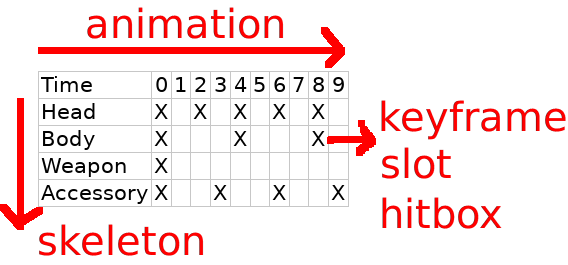 animation
Time 0 1 2 3 4 5 6 7 8 9
Head X X X X X
Body X X X
Weapon X
Accessory X X X X
keyframe
slot
hitbox
skeleton